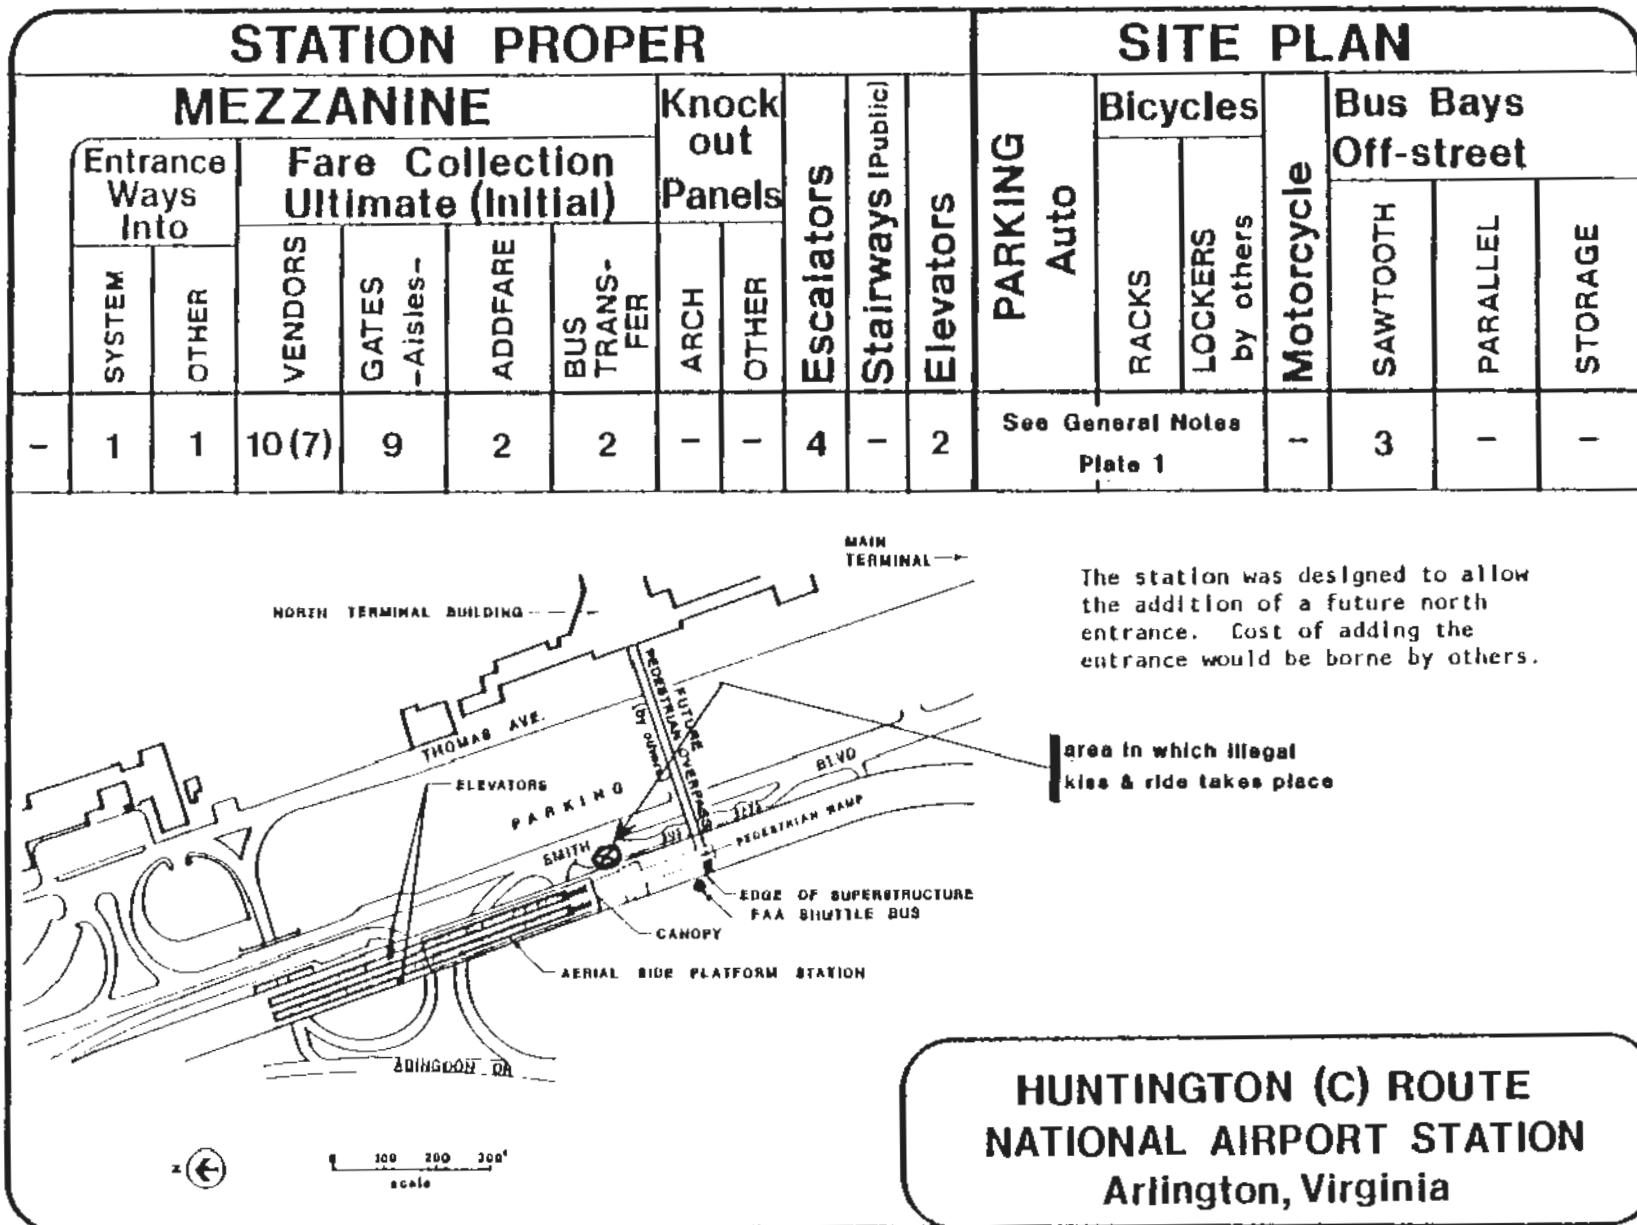 STATION PROPER
SITE PLAN
MEZZANINE
Knock
out
Panels
Escalators
Stairways (Public)
Elevators
PARKING
Auto
Bicycles
Motorcycle
Bus Bays
Off-street
Entrance
Ways
Into
Fare Collection
Ultimate (Initial)
SYSTEM
OTHER
VENDORS
GATES
-Aisles-
ADDFARE
BUS
TRANS-
FER
ARCH
OTHER
RACKS
LOCKERS
by others
SAWTOOTH
PARALLEL
STORAGE
- 1 1 10(7) 9 2 2 - - 4 - 2
See General Notes
Plate 1
- 3 - -
MAIN
TERMINAL
NORTH TERMINAL BUILDING
The station was designed to allow
the addition of a future north
entrance. Cost of adding the
entrance would be borne by others.
THOMAS AVE.
FUTURE
PEDESTRIAN OVERPASS
(by others)
area in which illegal
kiss & ride takes place
ELEVATORS
PARKING
SMITH
BLVD
PEDESTRIAN RAMP
EDGE OF SUPERSTRUCTURE
FAA SHUTTLE BUS
CANOPY
AERIAL SIDE PLATFORM STATION
ABINGDON DR
HUNTINGTON (C) ROUTE
NATIONAL AIRPORT STATION
Arlington, Virginia
Z
0 100 200 300'
scale